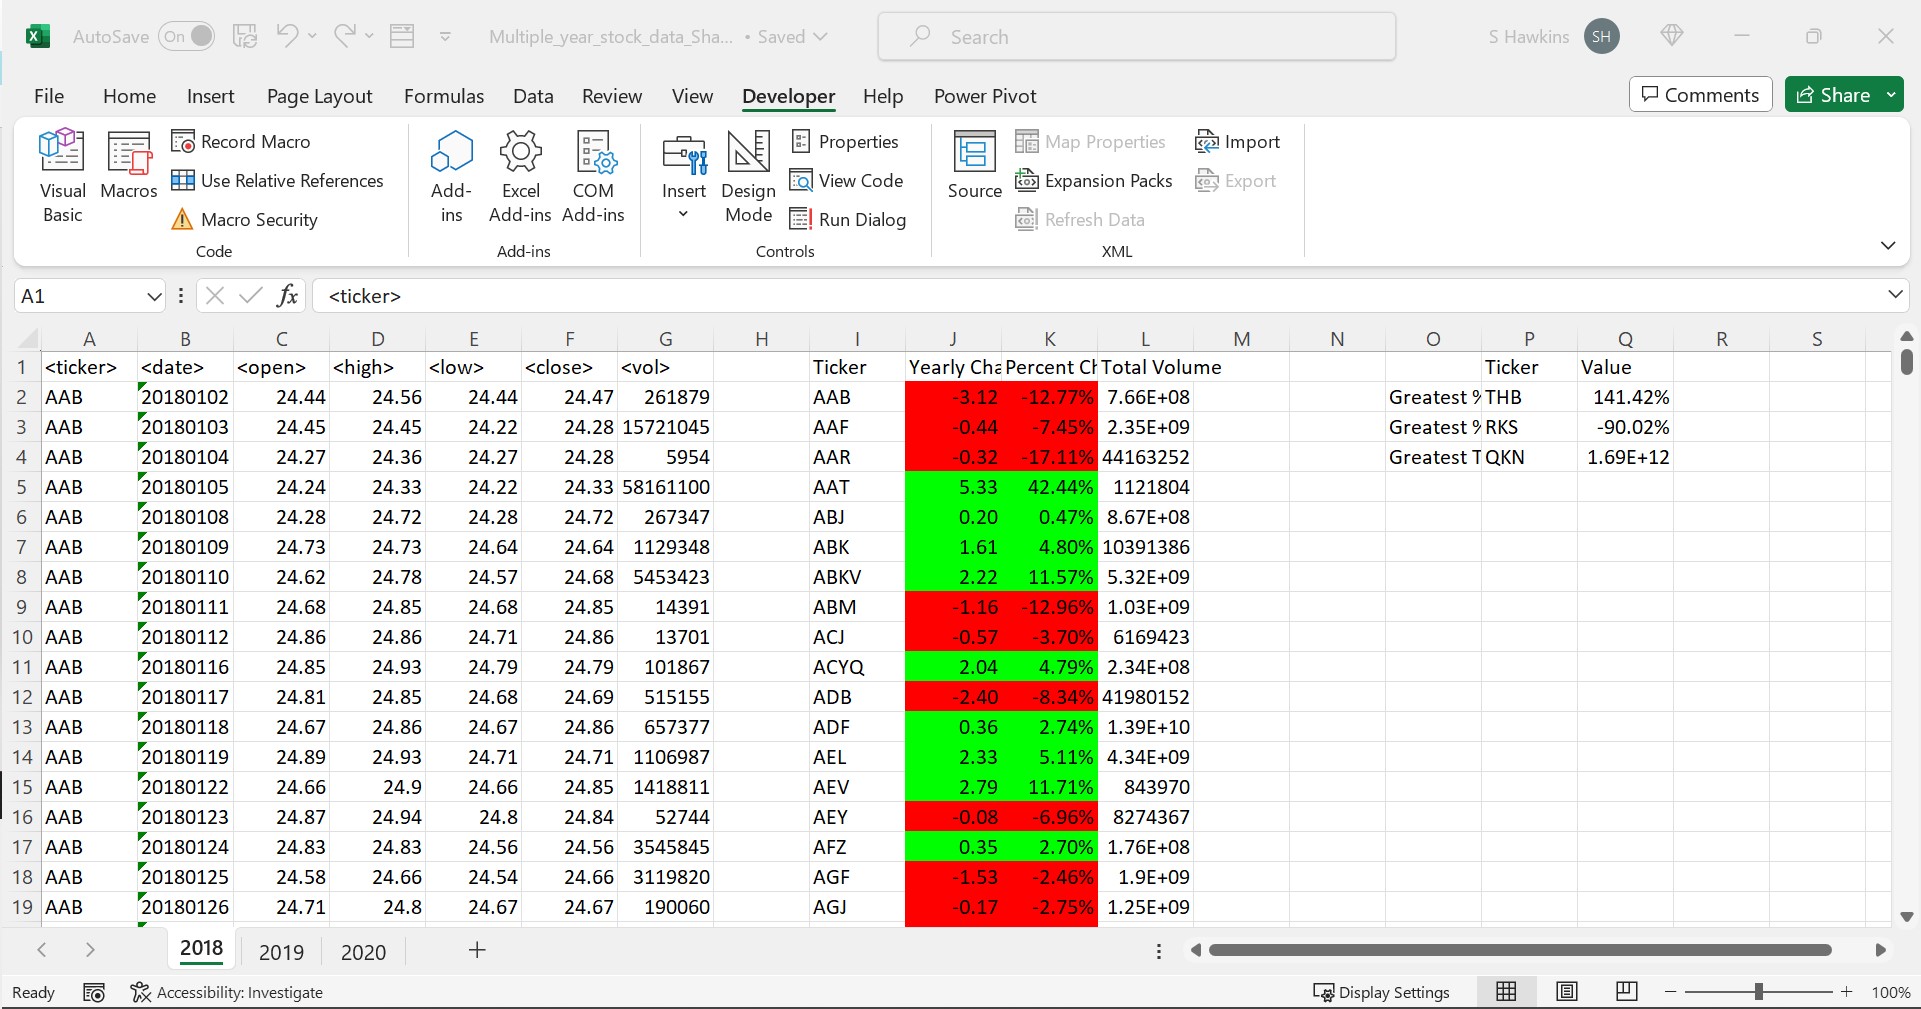 AutoSave On Multiple_year_stock_data_Sha... • Saved Search S Hawkins SH
File Home Insert Page Layout Formulas Data Review View Developer Help Power Pivot Comments Share
Visual Basic
Macros
Record Macro
Use Relative References
Macro Security
Code
Add-ins
Excel Add-ins
COM Add-ins
Add-ins
Insert
Design Mode
Properties
View Code
Run Dialog
Controls
Source
Map Properties
Expansion Packs
Refresh Data
Import
Export
XML
A1 fx <ticker>
A B C D E F G H I J K L M N O P Q R S
1 <ticker> <date> <open> <high> <low> <close> <vol> Ticker Yearly Cha Percent Ch Total Volume Ticker Value
2 AAB 20180102 24.44 24.56 24.44 24.47 261879 AAB -3.12 -12.77% 7.66E+08 Greatest % THB 141.42%
3 AAB 20180103 24.45 24.45 24.22 24.28 15721045 AAF -0.44 -7.45% 2.35E+09 Greatest % RKS -90.02%
4 AAB 20180104 24.27 24.36 24.27 24.28 5954 AAR -0.32 -17.11% 44163252 Greatest T QKN 1.69E+12
5 AAB 20180105 24.24 24.33 24.22 24.33 58161100 AAT 5.33 42.44% 1121804
6 AAB 20180108 24.28 24.72 24.28 24.72 267347 ABJ 0.20 0.47% 8.67E+08
7 AAB 20180109 24.73 24.73 24.64 24.64 1129348 ABK 1.61 4.80% 10391386
8 AAB 20180110 24.62 24.78 24.57 24.68 5453423 ABKV 2.22 11.57% 5.32E+09
9 AAB 20180111 24.68 24.85 24.68 24.85 14391 ABM -1.16 -12.96% 1.03E+09
10 AAB 20180112 24.86 24.86 24.71 24.86 13701 ACJ -0.57 -3.70% 6169423
11 AAB 20180116 24.85 24.93 24.79 24.79 101867 ACYQ 2.04 4.79% 2.34E+08
12 AAB 20180117 24.81 24.85 24.68 24.69 515155 ADB -2.40 -8.34% 41980152
13 AAB 20180118 24.67 24.86 24.67 24.86 657377 ADF 0.36 2.74% 1.39E+10
14 AAB 20180119 24.89 24.93 24.71 24.71 1106987 AEL 2.33 5.11% 4.34E+09
15 AAB 20180122 24.66 24.9 24.66 24.85 1418811 AEV 2.79 11.71% 843970
16 AAB 20180123 24.87 24.94 24.8 24.84 52744 AEY -0.08 -6.96% 8274367
17 AAB 20180124 24.83 24.83 24.56 24.56 3545845 AFZ 0.35 2.70% 1.76E+08
18 AAB 20180125 24.58 24.66 24.54 24.66 3119820 AGF -1.53 -2.46% 1.9E+09
19 AAB 20180126 24.71 24.8 24.67 24.67 190060 AGJ -0.17 -2.75% 1.25E+09
2018 2019 2020
Ready Accessibility: Investigate Display Settings 100%